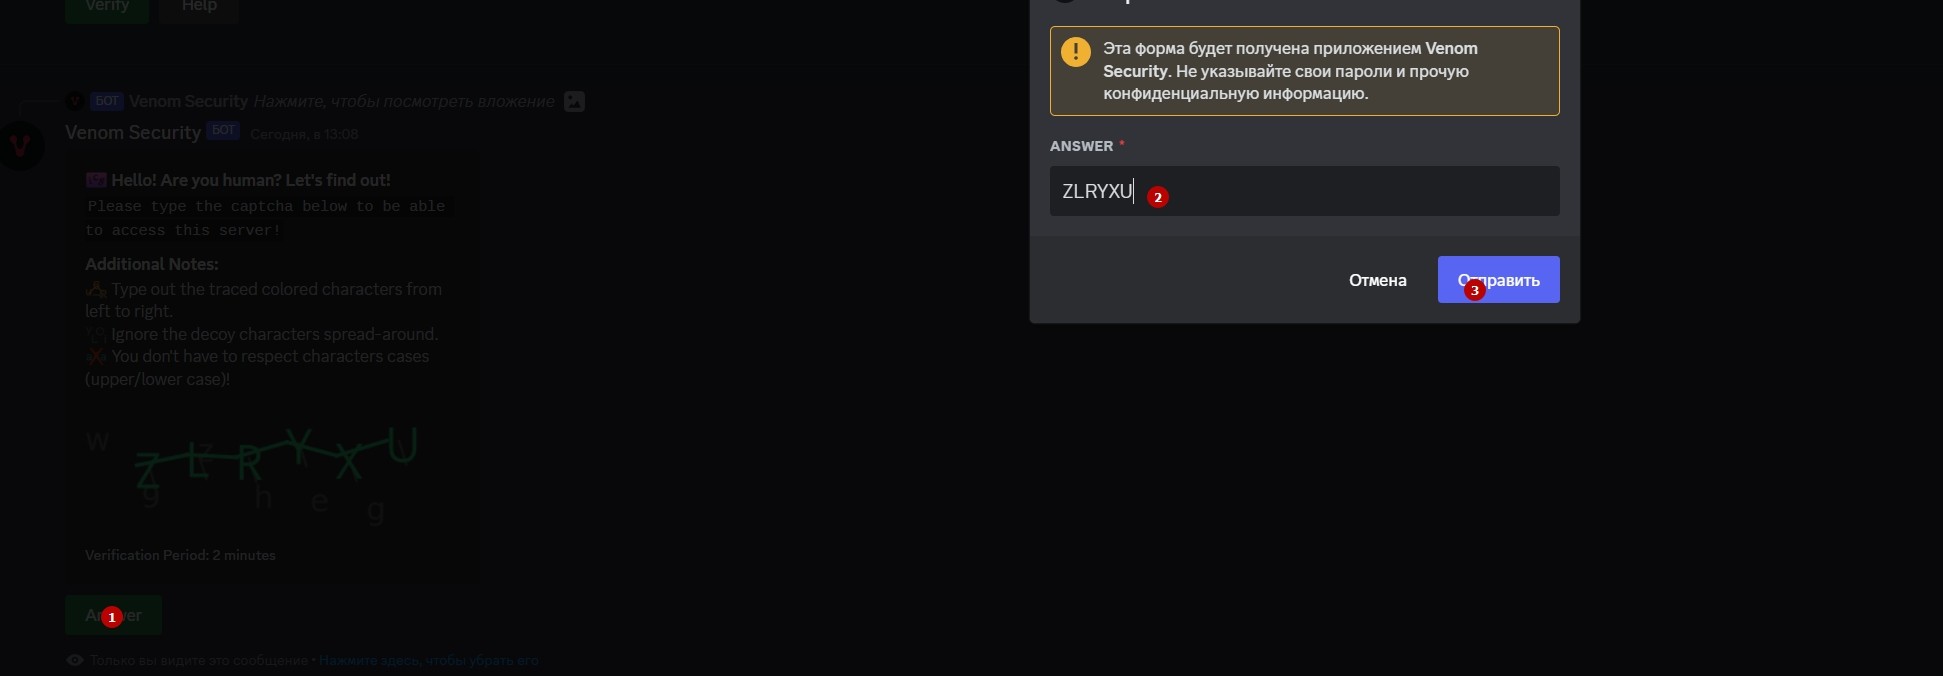 Verify Help
БОТ Venom Security Нажмите, чтобы посмотреть вложение
Venom Security БОТ Сегодня, в 13:08
Hello! Are you human? Let's find out!
Please type the captcha below to be able
to access this server!
Additional Notes:
Type out the traced colored characters from
left to right.
Ignore the decoy characters spread-around.
You don't have to respect characters cases
(upper/lower case)!
w
Z L R Y X U
z
g h e g
Verification Period: 2 minutes
Answer
1
Только вы видите это сообщение • Нажмите здесь, чтобы убрать его
Эта форма будет получена приложением Venom
Security. Не указывайте свои пароли и прочую
конфиденциальную информацию.
ANSWER *
ZLRYXU 2
Отмена Отправить
3